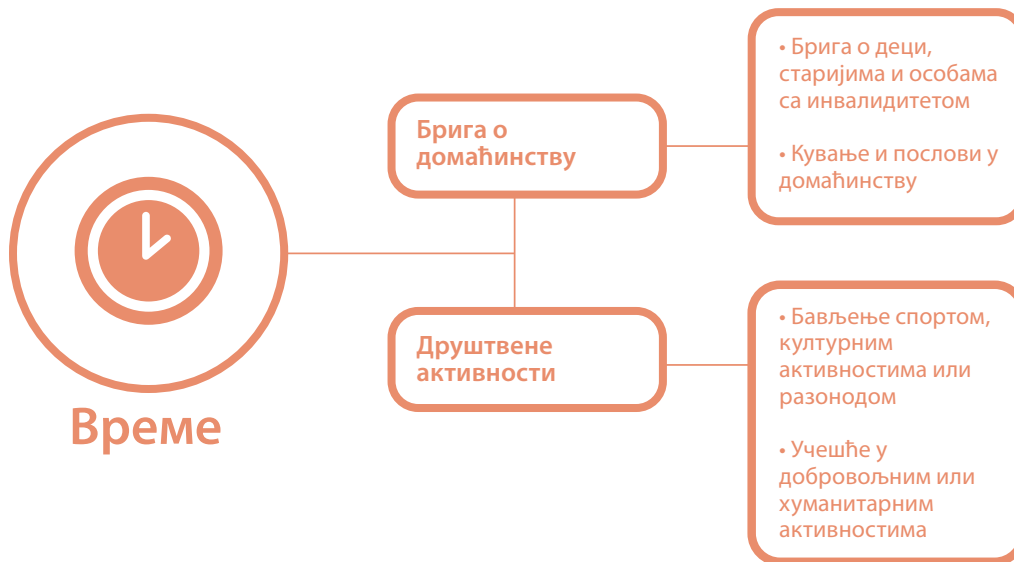 Време
Брига о
домаћинству
• Брига о деци,
старијима и особама
са инвалидитетом
• Кување и послови у
домаћинству
Друштвене
активности
• Бављење спортом,
културним
активностима или
разонодом
• Учешће у
добровољним или
хуманитарним
активностима